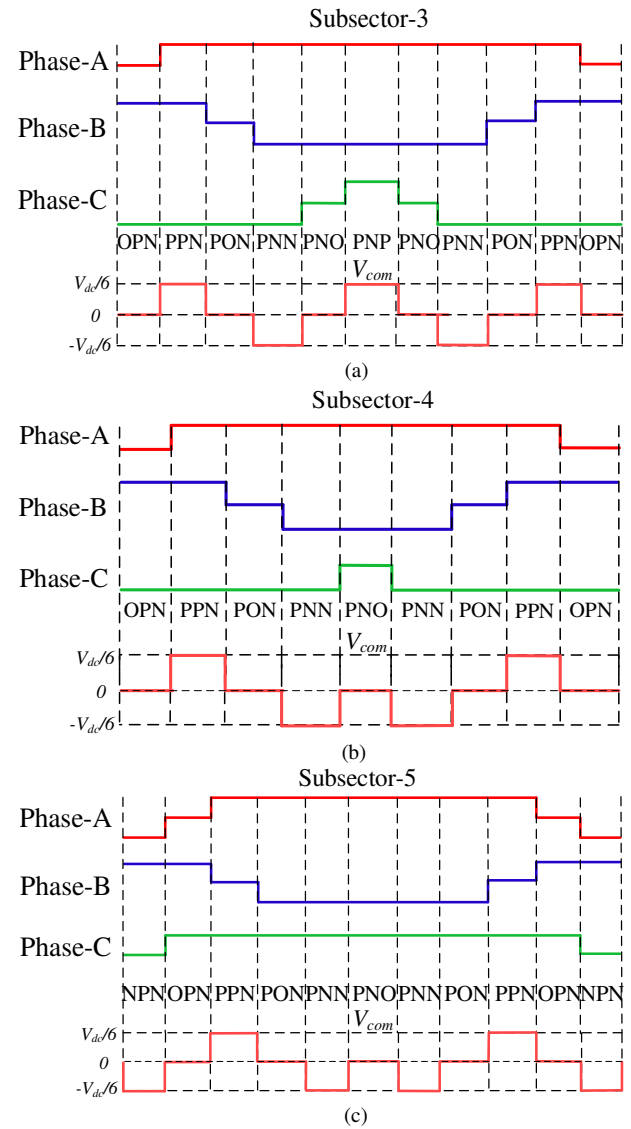 Subsector-3
Phase-A
Phase-B
Phase-C
OPN PPN PON PNN PNO PNP PNO PNN PON PPN OPN
V_com
V_dc/6
0
-V_dc/6
(a)
Subsector-4
Phase-A
Phase-B
Phase-C
OPN PPN PON PNN PNO PNN PON PPN OPN
V_com
V_dc/6
0
-V_dc/6
(b)
Subsector-5
Phase-A
Phase-B
Phase-C
NPN OPN PPN PON PNN PNO PNN PON PPN OPN NPN
V_com
V_dc/6
0
-V_dc/6
(c)